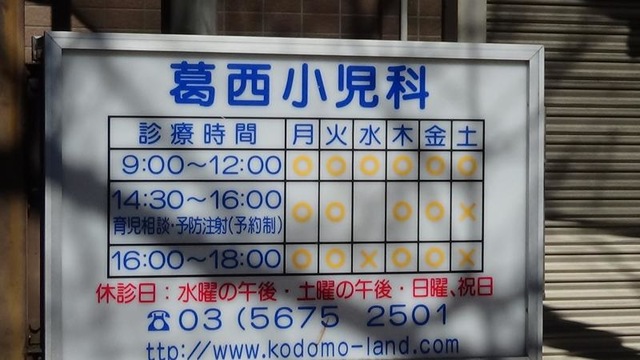 葛西小児科
診療時間 月 火 水 木 金 土
9:00～12:00 ○ ○ ○ ○ ○ ○
14:30～16:00 ○ ○ ○ ○ ×
育児相談・予防注射(予約制)
16:00～18:00 ○ ○ × ○ ○ ×
休診日：水曜の午後・土曜の午後・日曜、祝日
☎03(5675 2501
ttp://www.kodomo-land.com